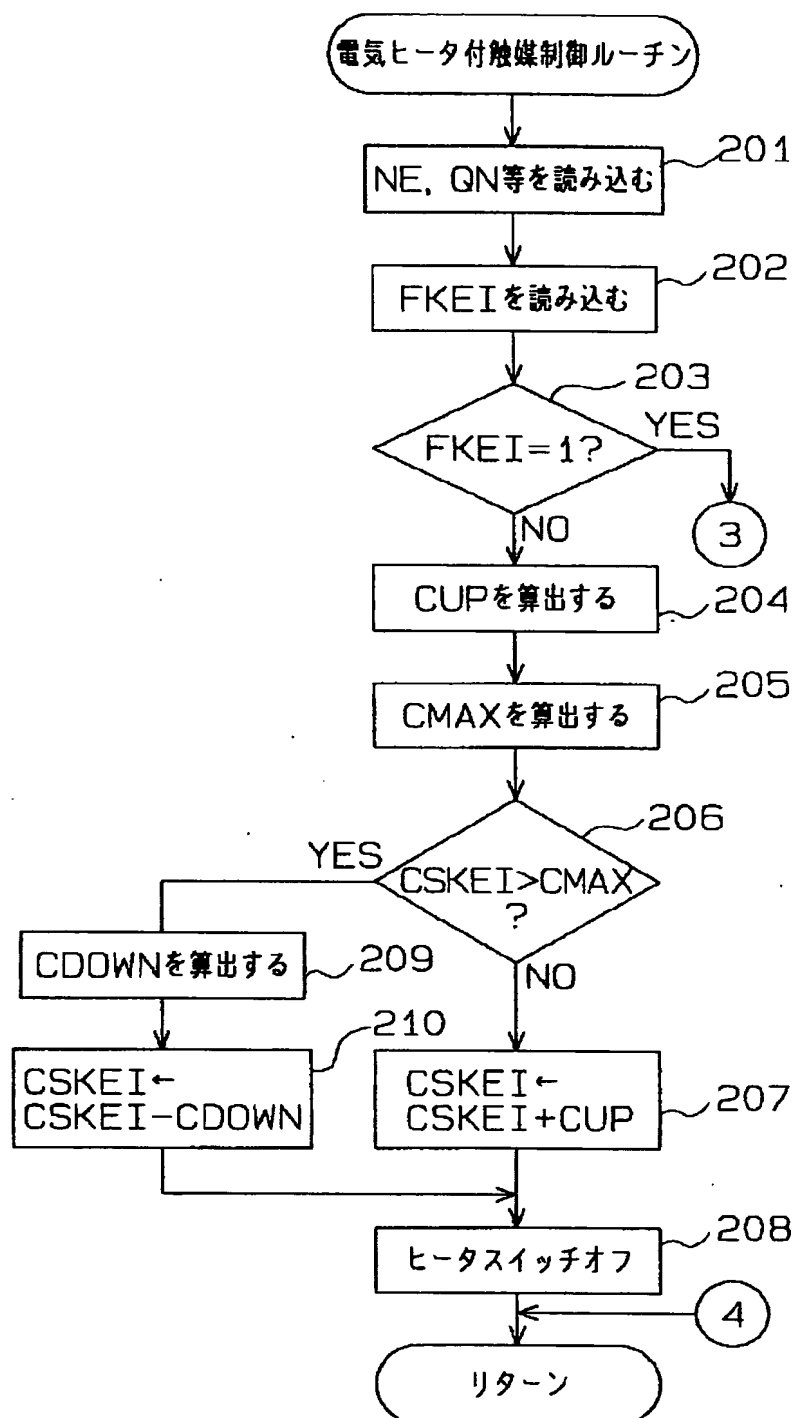 電気ヒータ付触媒制御ルーチン
201
NE, QN等を読み込む
202
FKEIを読み込む
203
FKEI=1?
YES
3
NO
CUPを算出する
204
205
CMAXを算出する
206
YES
CSKEI>CMAX
?
CDOWNを算出する
209
NO
210
CSKEI←
CSKEI-CDOWN
CSKEI←
CSKEI+CUP
207
208
ヒータスイッチオフ
4
リターン